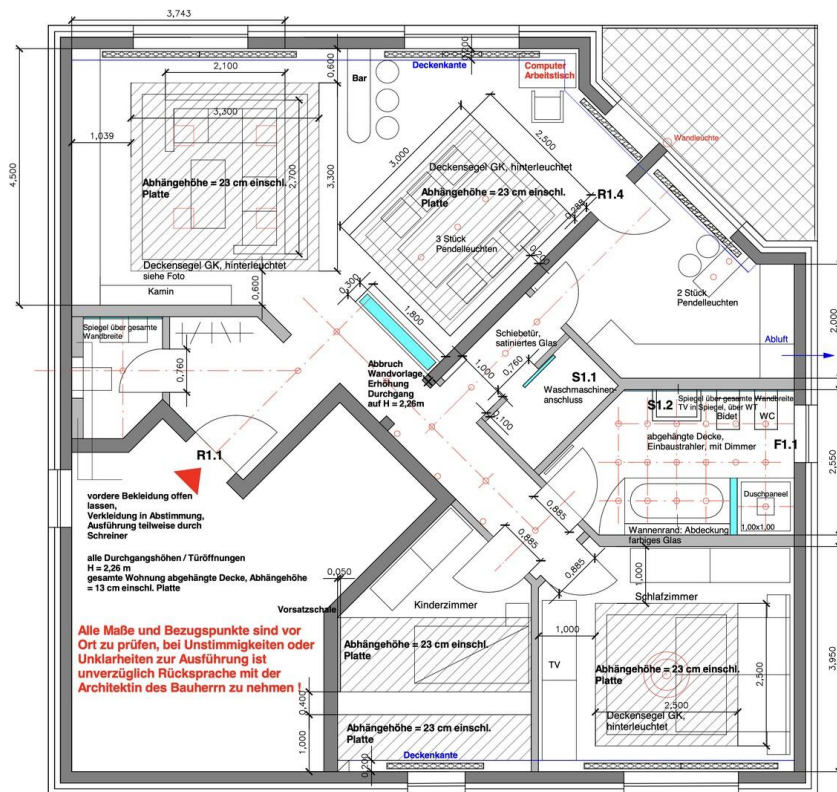 3,743
2,100
3,300
1,039
4,500
0,600
2,700
3,300
Abhängehöhe = 23 cm einschl.
Platte
Deckensegel GK, hinterleuchtet
siehe Foto
Kamin
0,600
Bar
Deckenkante
0,200
Computer
Arbeitstisch
Wandleuchte
3,000
2,500
Deckensegel GK, hinterleuchtet
Abhängehöhe = 23 cm einschl.
Platte
3 Stück
Pendelleuchten
0,288
R1.4
0,200
0,300
1,800
2 Stück
Pendelleuchten
2,000
Abluft
Spiegel über gesamte
Wandbreite
0,760
Abbruch
Wandvorlage,
Erhöhung
Durchgang
auf H = 2,26m
Schiebetür,
satiniertes Glas
1,000
0,760
0,100
S1.1
Waschmaschinen-
anschluss
S1.2
Spiegel über gesamte Wandbreite
TV in Spiegel, über WT
Bidet
WC
F1.1
abgehängte Decke,
Einbaustrahler, mit Dimmer
2,550
Duschpaneel
1,00x1,00
Wannenrand: Abdeckung
farbiges Glas
R1.1
vordere Bekleidung offen
lassen,
Verkleidung in Abstimmung,
Ausführung teilweise durch
Schreiner
alle Durchgangshöhen / Türöffnungen
H = 2,26 m
gesamte Wohnung abgehängte Decke, Abhängehöhe
= 13 cm einschl. Platte
0,885
0,885
0,885
0,050
Vorsatzschale
Kinderzimmer
Abhängehöhe = 23 cm einschl.
Platte
0,400
1,000
Abhängehöhe = 23 cm einschl.
Platte
0,200
Deckenkante
Alle Maße und Bezugspunkte sind vor
Ort zu prüfen, bei Unstimmigkeiten oder
Unklarheiten zur Ausführung ist
unverzüglich Rücksprache mit der
Architektin des Bauherrn zu nehmen !
1,000
Schlafzimmer
1,000
TV
Abhängehöhe = 23 cm einschl.
Platte
2,500
2,500
Deckensegel GK,
hinterleuchtet
3,950